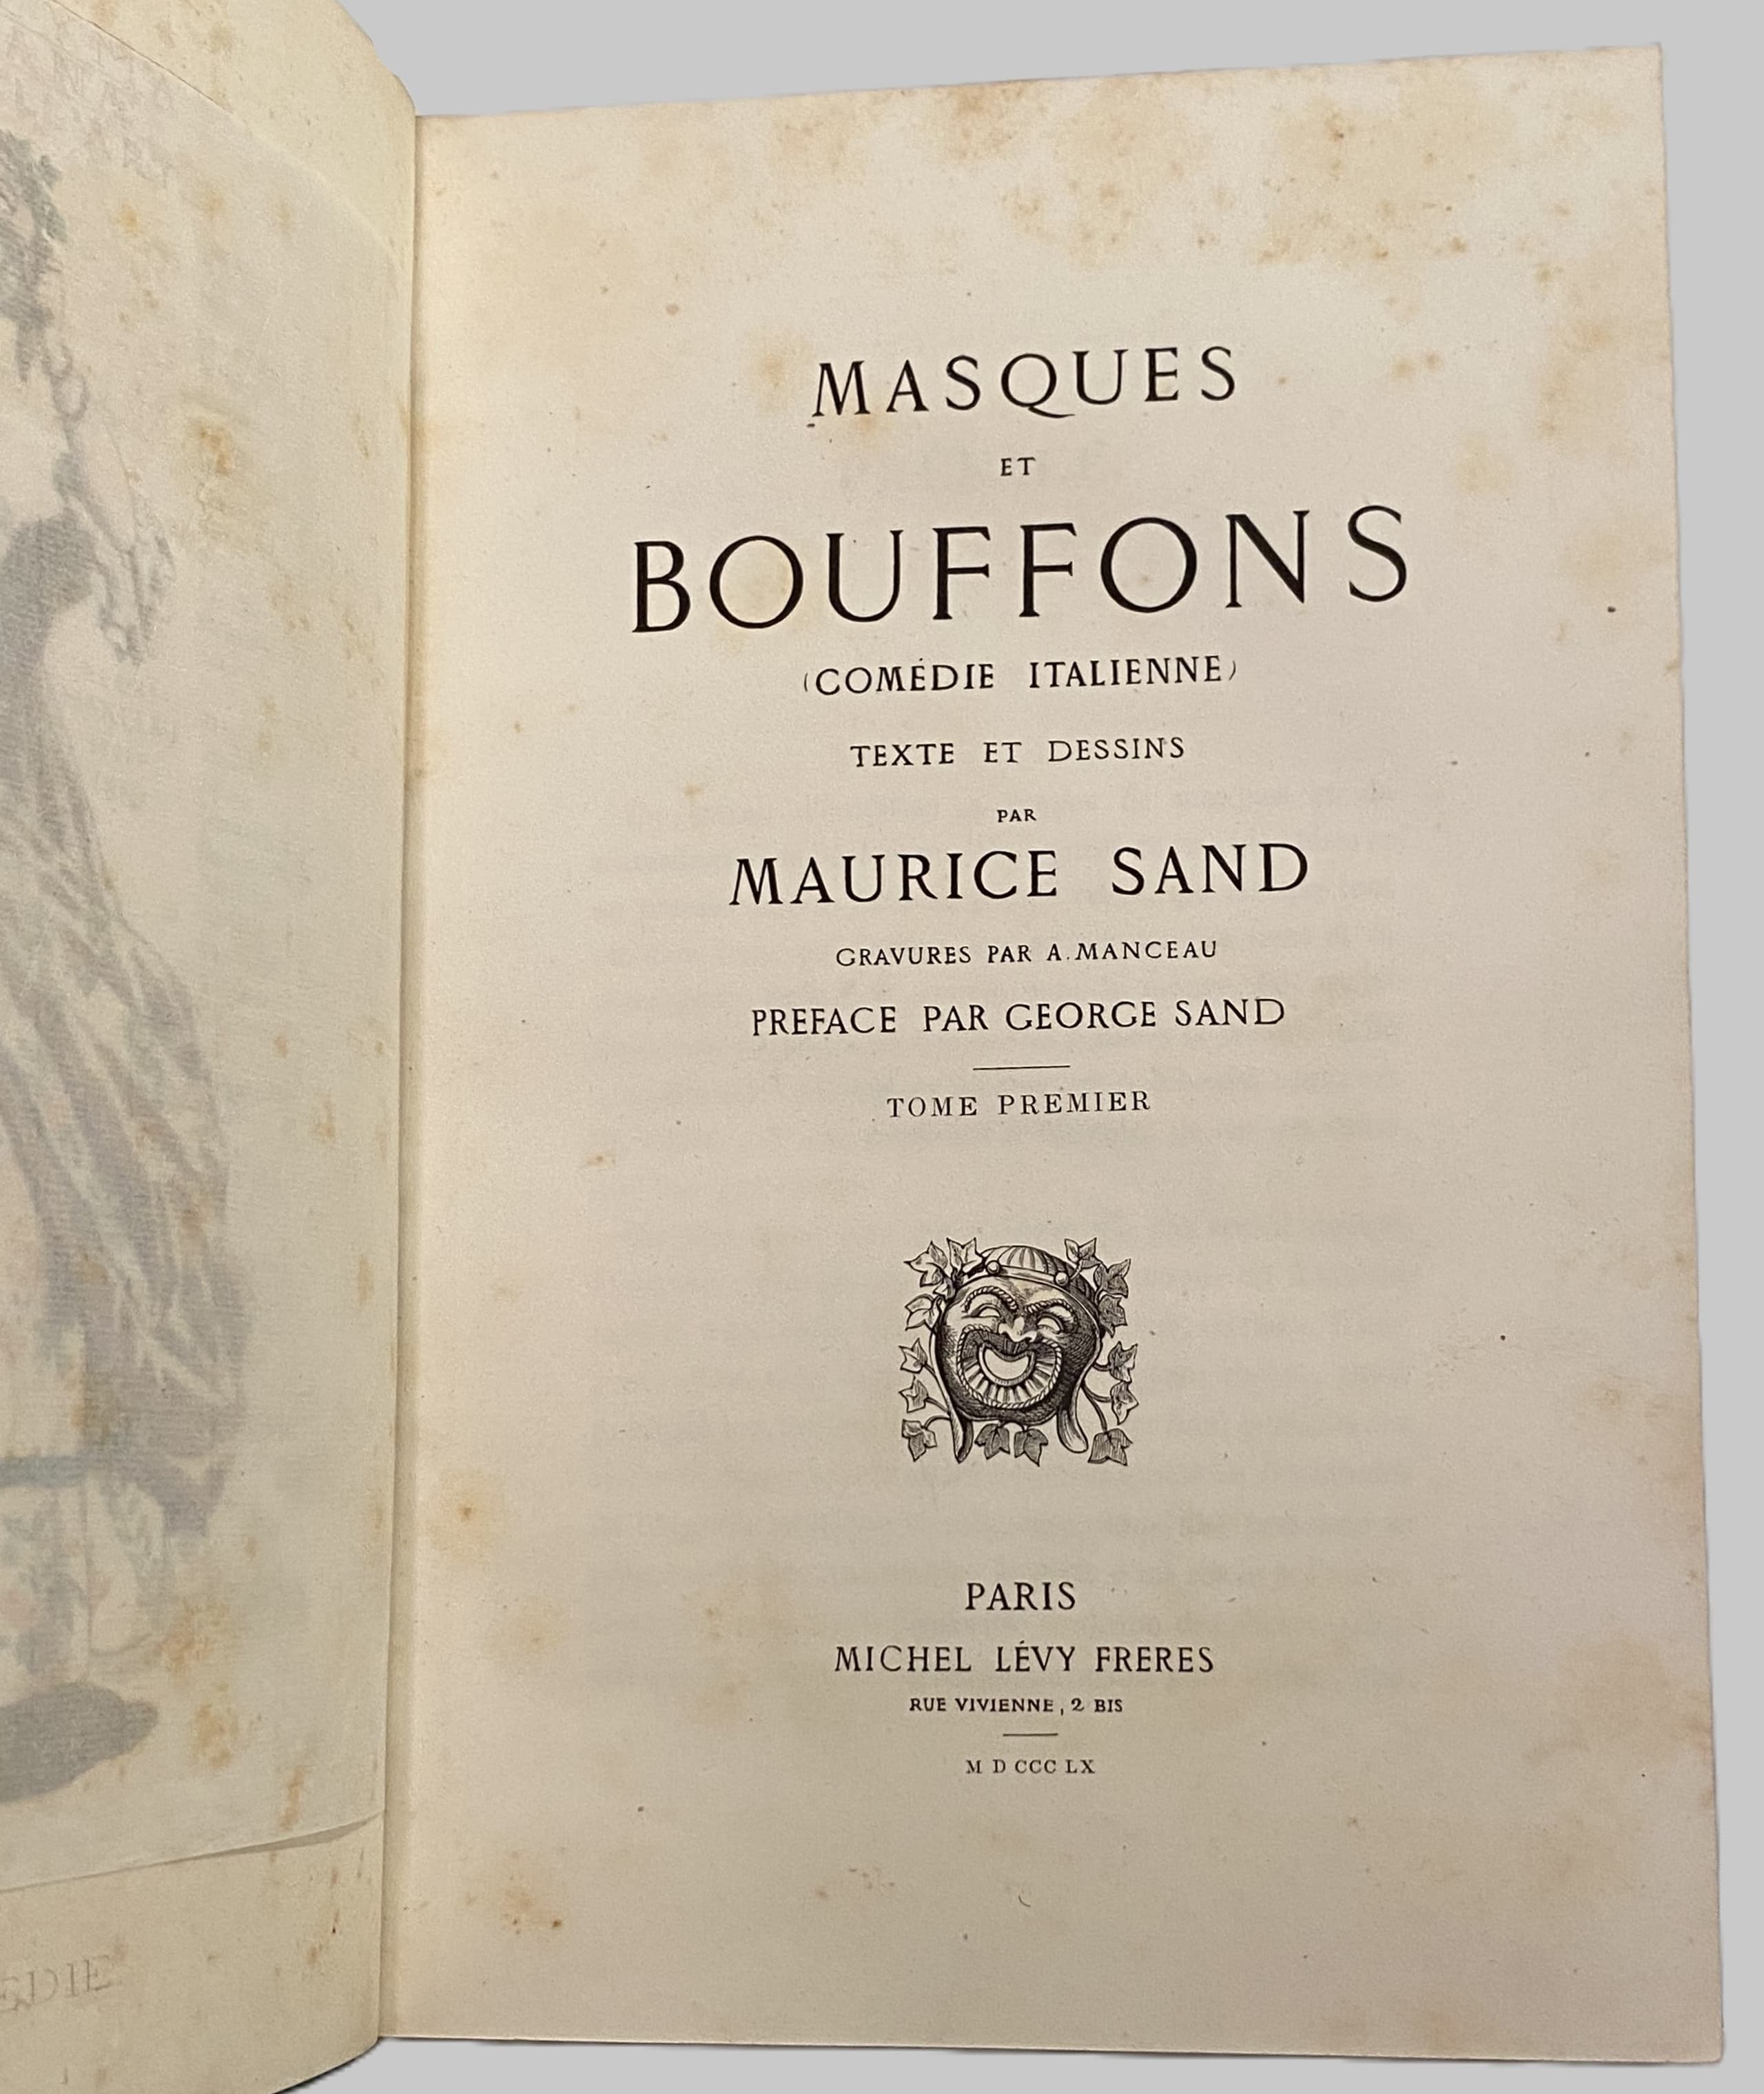 MASQUES
ET
BOUFFONS
(COMÉDIE ITALIENNE)
TEXTE ET DESSINS
PAR
MAURICE SAND
GRAVURES PAR A. MANCEAU
PREFACE PAR GEORGE SAND
TOME PREMIER
PARIS
MICHEL LÉVY FRERES
RUE VIVIENNE, 2 BIS
M D CCC LX
EDIE